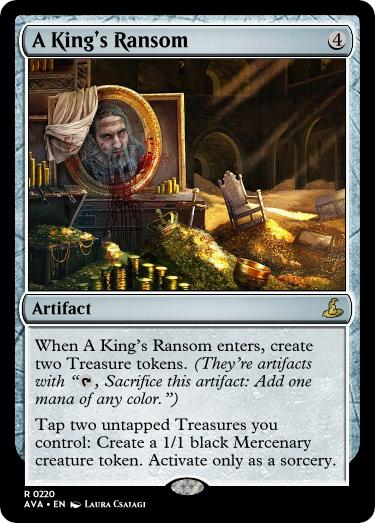 A King's Ransom 4
Artifact
When A King's Ransom enters, create
two Treasure tokens. (They're artifacts
with “, Sacrifice this artifact: Add one
mana of any color.”)
Tap two untapped Treasures you
control: Create a 1/1 black Mercenary
creature token. Activate only as a sorcery.
R 0220
AVA • EN Laura Csajagi